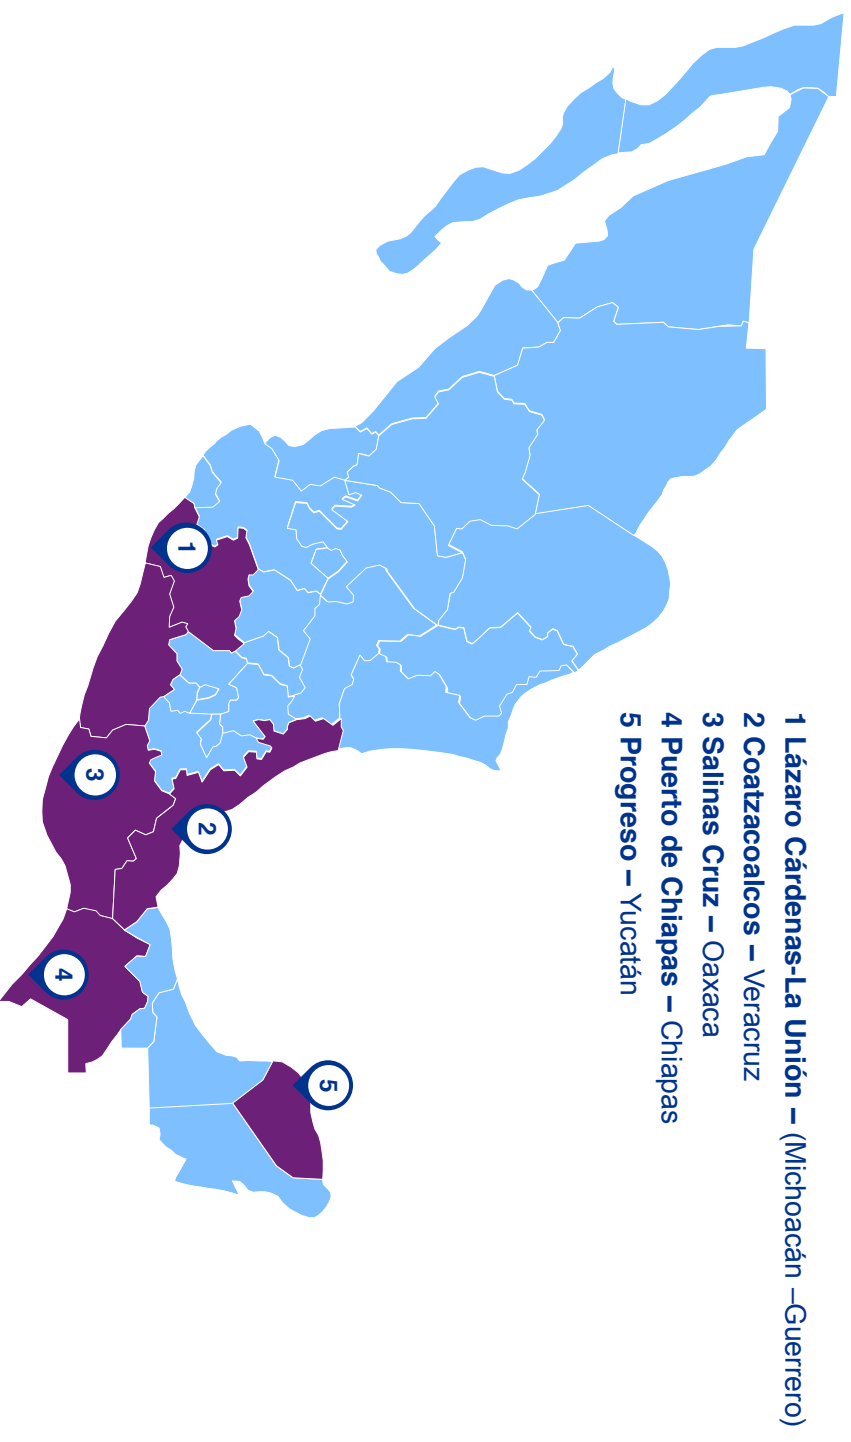 1 Lázaro Cárdenas-La Unión – (Michoacán –Guerrero)
2 Coatzacoalcos – Veracruz
3 Salinas Cruz – Oaxaca
4 Puerto de Chiapas – Chiapas
5 Progreso – Yucatán
1
2
3
4
5